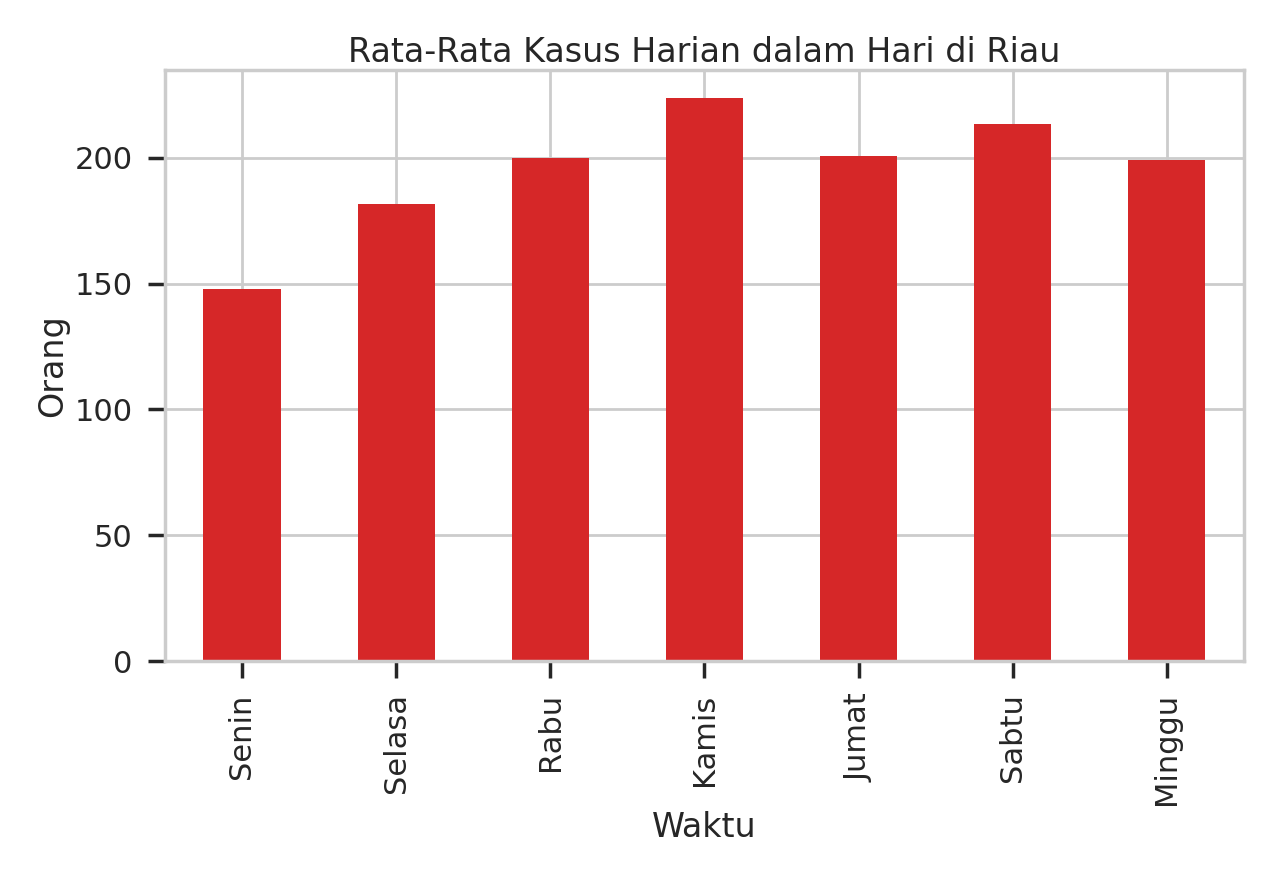 Rata-Rata Kasus Harian dalam Hari di Riau
200
150
100
50
0
Orang
Senin
Selasa
Rabu
Kamis
Jumat
Sabtu
Minggu
Waktu